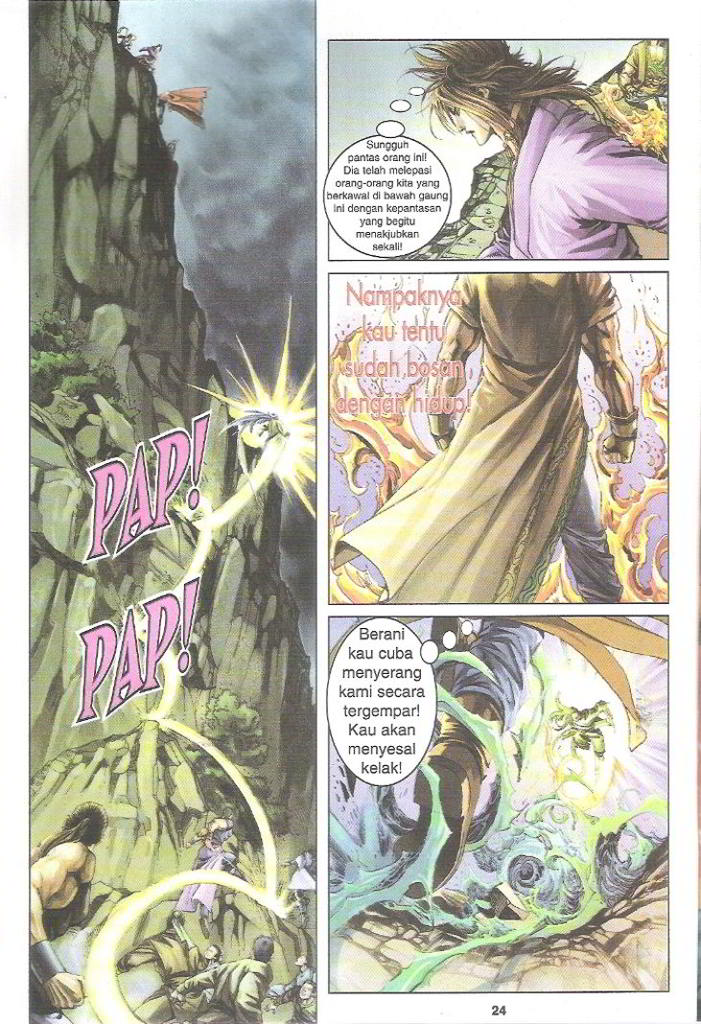 PAP!
PAP!
Sungguh
pantas orang ini!
Dia telah melepasi
orang-orang kita yang
berkawal di bawah gaung
ini dengan kepantasan
yang begitu
menakjubkan
sekali!
Nampaknya
kau tentu
sudah bosan
dengan hidup!
Berani
kau cuba
menyerang
kami secara
tergempar!
Kau akan
menyesal
kelak!
24